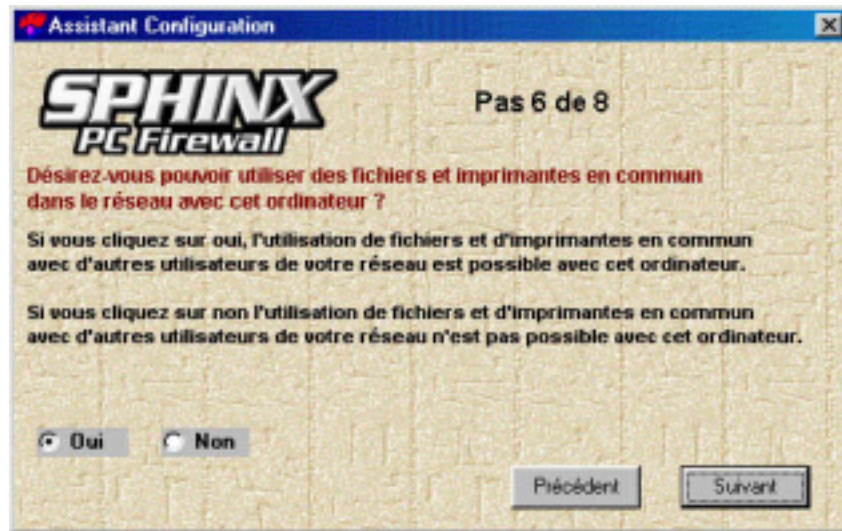 Assistant Configuration
SPHINX
PC Firewall
Pas 6 de 8
Désirez-vous pouvoir utiliser des fichiers et imprimantes en commun
dans le réseau avec cet ordinateur ?
Si vous cliquez sur oui, l'utilisation de fichiers et d'imprimantes en commun
avec d'autres utilisateurs de votre réseau est possible avec cet ordinateur.
Si vous cliquez sur non l'utilisation de fichiers et d'imprimantes en commun
avec d'autres utilisateurs de votre réseau n'est pas possible avec cet ordinateur.
Oui Non
Précédent Suivant